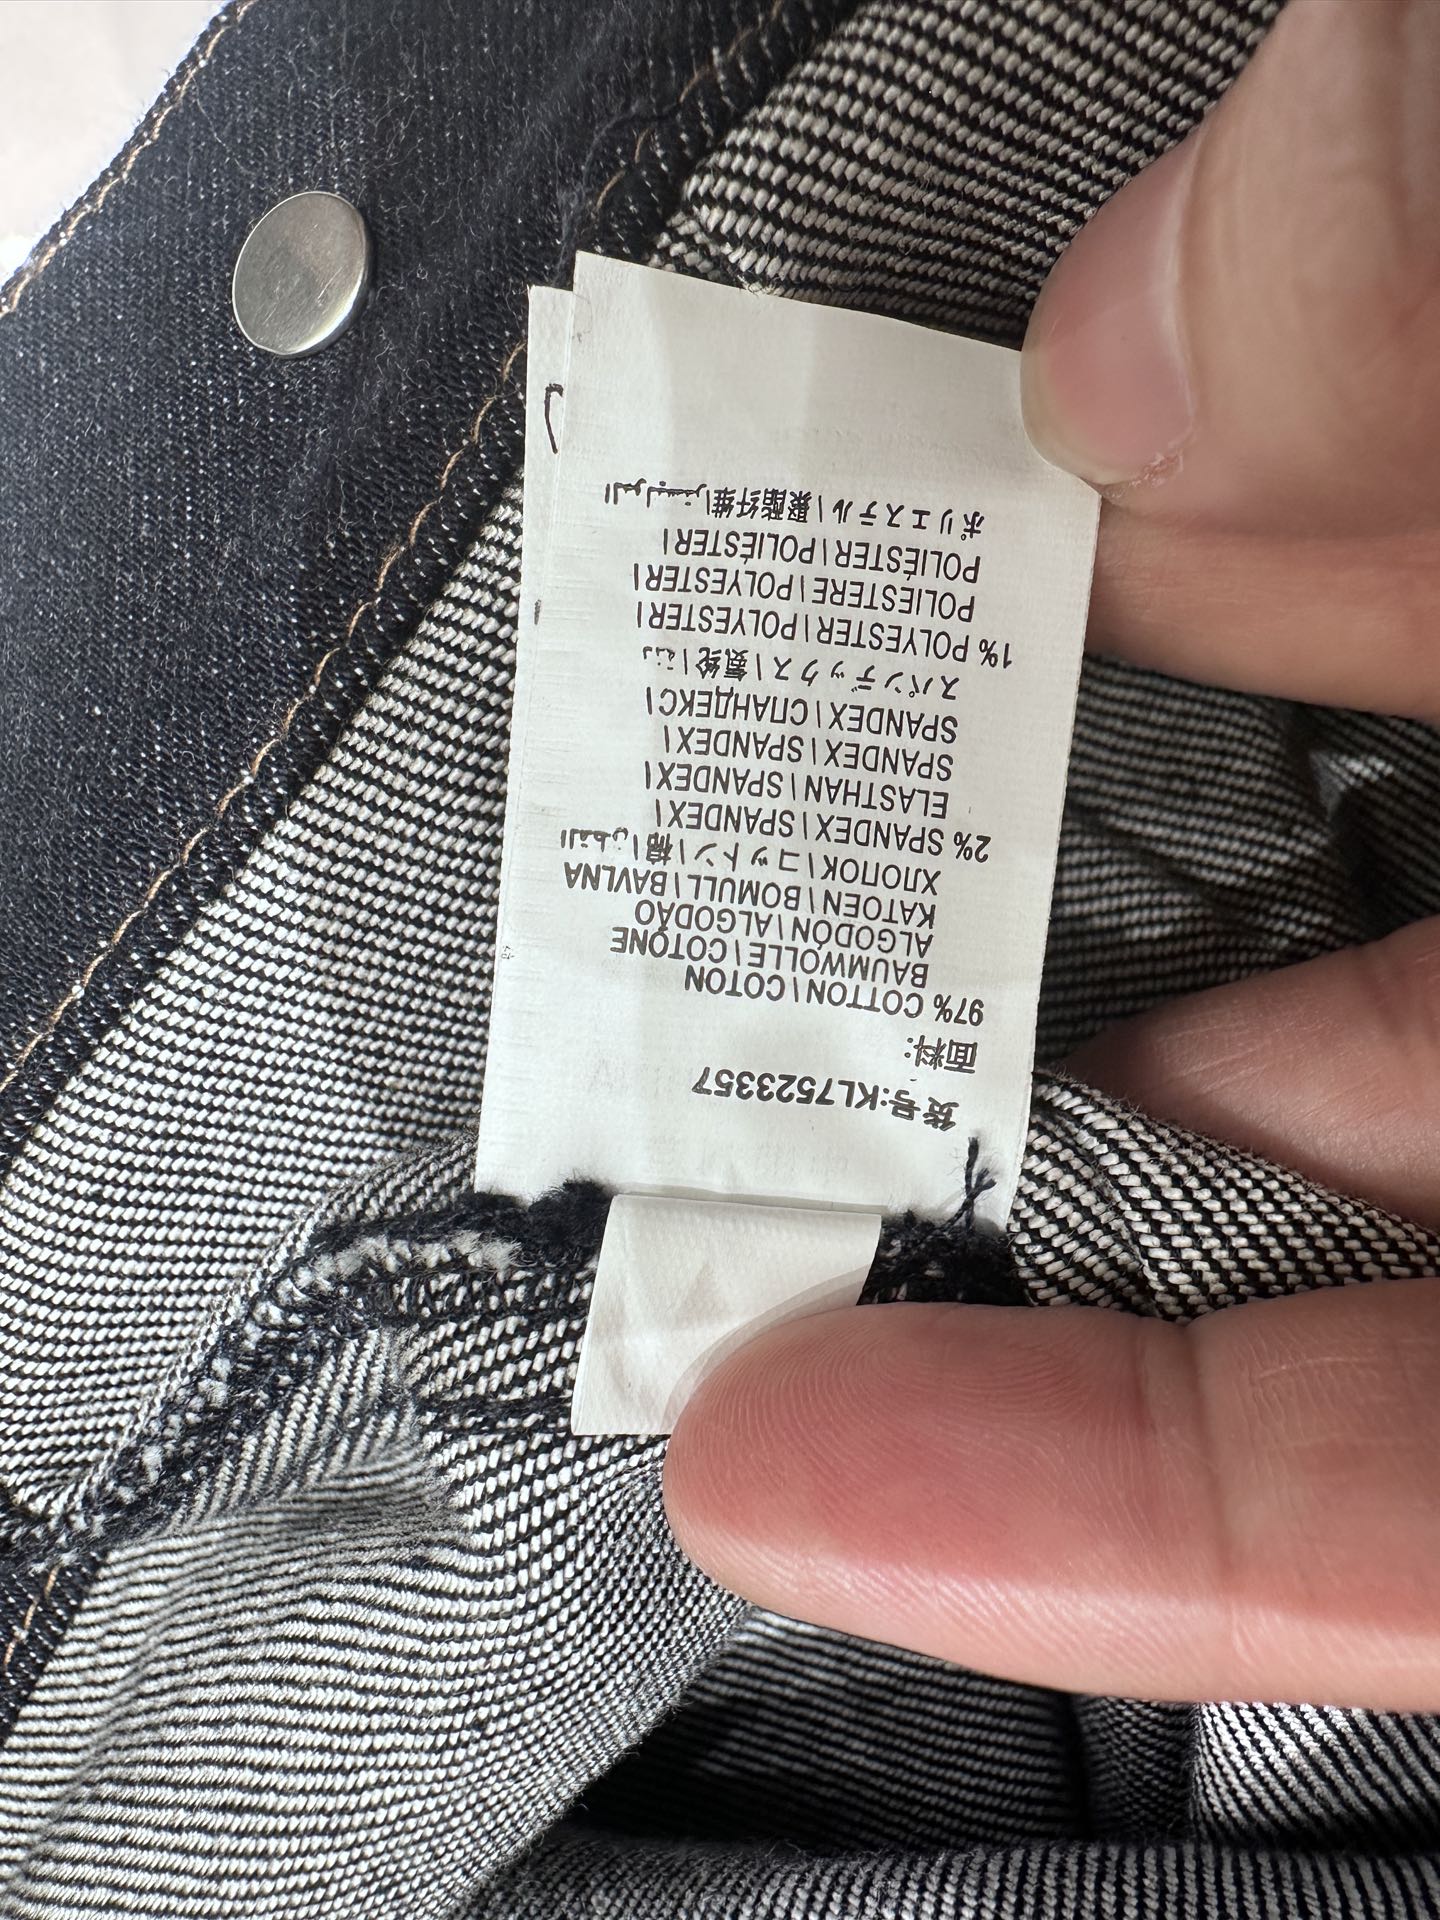 货号:KL7523357
面料:
97% COTTON\COTON
BAUMWOLLE\COTONE
ALGODÓN\ALGODÃO
KATOEN\BOMULL\BAVLNA
ХЛОПОК\コットン\棉\القطن\
2% SPANDEX\SPANDEX\
ELASTHAN\SPANDEX\
SPANDEX\SPANDEX\
SPANDEX\СПАНДЕКС\
スパンデックス\氨纶\
1% POLYESTER\POLYESTER\
POLIESTERE\POLYESTER\
POLIÉSTER\POLIÉSTER\
ポリエステル\聚酯纤维\